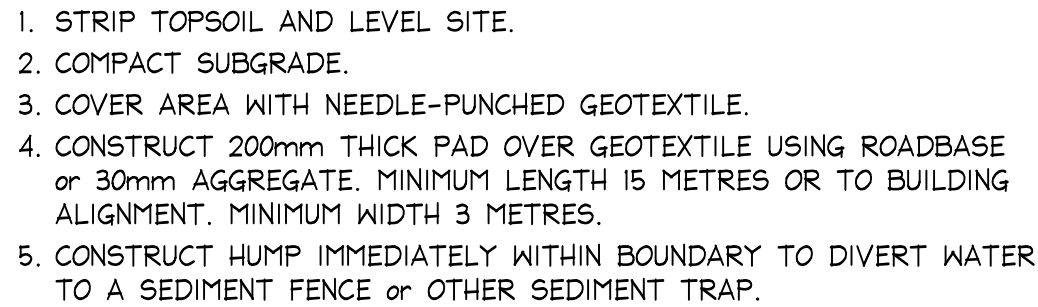 1. STRIP TOPSOIL AND LEVEL SITE.
2. COMPACT SUBGRADE.
3. COVER AREA WITH NEEDLE-PUNCHED GEOTEXTILE.
4. CONSTRUCT 200mm THICK PAD OVER GEOTEXTILE USING ROADBASE
or 30mm AGGREGATE. MINIMUM LENGTH 15 METRES OR TO BUILDING
ALIGNMENT. MINIMUM WIDTH 3 METRES.
5. CONSTRUCT HUMP IMMEDIATELY WITHIN BOUNDARY TO DIVERT WATER
TO A SEDIMENT FENCE or OTHER SEDIMENT TRAP.